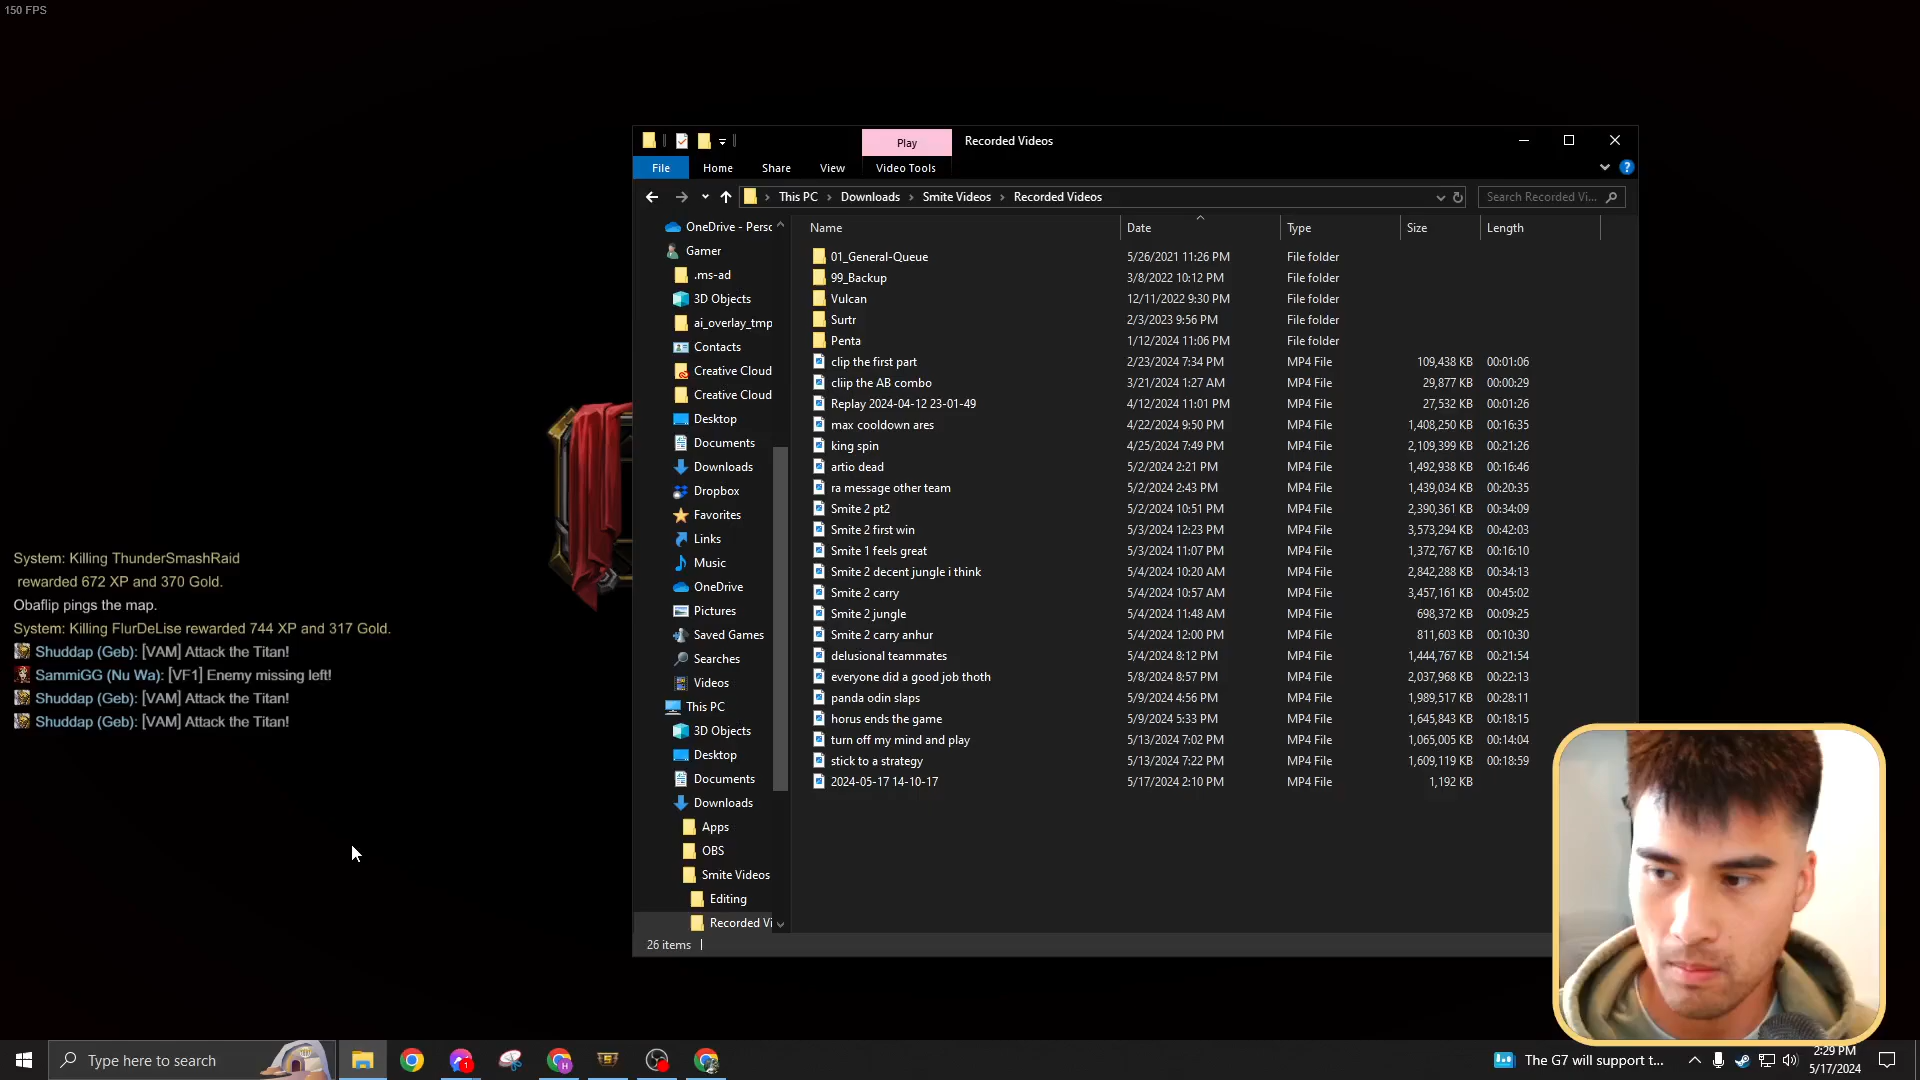 150 FPS
Play
Recorded Videos
File
Home
Share
View
Video Tools
This PC
Downloads
Smite Videos
Recorded Videos
Search Recorded Vi...
Name
Date
Type
Size
Length
OneDrive - Persc
Gamer
.ms-ad
3D Objects
ai_overlay_tmp
Contacts
Creative Cloud
Creative Cloud
Desktop
Documents
Downloads
Dropbox
Favorites
Links
Music
OneDrive
Pictures
Saved Games
Searches
Videos
This PC
3D Objects
Desktop
Documents
Downloads
Apps
OBS
Smite Videos
Editing
Recorded Vi
01_General-Queue 5/26/2021 11:26 PM File folder
99_Backup 3/8/2022 10:12 PM File folder
Vulcan 12/11/2022 9:30 PM File folder
Surtr 2/3/2023 9:56 PM File folder
Penta 1/12/2024 11:06 PM File folder
clip the first part 2/23/2024 7:34 PM MP4 File 109,438 KB 00:01:06
cliip the AB combo 3/21/2024 1:27 AM MP4 File 29,877 KB 00:00:29
Replay 2024-04-12 23-01-49 4/12/2024 11:01 PM MP4 File 27,532 KB 00:01:26
max cooldown ares 4/22/2024 9:50 PM MP4 File 1,408,250 KB 00:16:35
king spin 4/25/2024 7:49 PM MP4 File 2,109,399 KB 00:21:26
artio dead 5/2/2024 2:21 PM MP4 File 1,492,938 KB 00:16:46
ra message other team 5/2/2024 2:43 PM MP4 File 1,439,034 KB 00:20:35
Smite 2 pt2 5/2/2024 10:51 PM MP4 File 2,390,361 KB 00:34:09
Smite 2 first win 5/3/2024 12:23 PM MP4 File 3,573,294 KB 00:42:03
Smite 1 feels great 5/3/2024 11:07 PM MP4 File 1,372,767 KB 00:16:10
Smite 2 decent jungle i think 5/4/2024 10:20 AM MP4 File 2,842,288 KB 00:34:13
Smite 2 carry 5/4/2024 10:57 AM MP4 File 3,457,161 KB 00:45:02
Smite 2 jungle 5/4/2024 11:48 AM MP4 File 698,372 KB 00:09:25
Smite 2 carry anhur 5/4/2024 12:00 PM MP4 File 811,603 KB 00:10:30
delusional teammates 5/4/2024 8:12 PM MP4 File 1,444,767 KB 00:21:54
everyone did a good job thoth 5/8/2024 8:57 PM MP4 File 2,037,968 KB 00:22:13
panda odin slaps 5/9/2024 4:56 PM MP4 File 1,989,517 KB 00:28:11
horus ends the game 5/9/2024 5:33 PM MP4 File 1,645,843 KB 00:18:15
turn off my mind and play 5/13/2024 7:02 PM MP4 File 1,065,005 KB 00:14:04
stick to a strategy 5/13/2024 7:22 PM MP4 File 1,609,119 KB 00:18:59
2024-05-17 14-10-17 5/17/2024 2:10 PM MP4 File 1,192 KB
26 items
System: Killing ThunderSmashRaid
rewarded 672 XP and 370 Gold.
Obaflip pings the map.
System: Killing FlurDeLise rewarded 744 XP and 317 Gold.
Shuddap (Geb): [VAM] Attack the Titan!
SammiGG (Nu Wa): [VF1] Enemy missing left!
Shuddap (Geb): [VAM] Attack the Titan!
Shuddap (Geb): [VAM] Attack the Titan!
Type here to search
1
H
The G7 will support t...
2:29 PM
5/17/2024